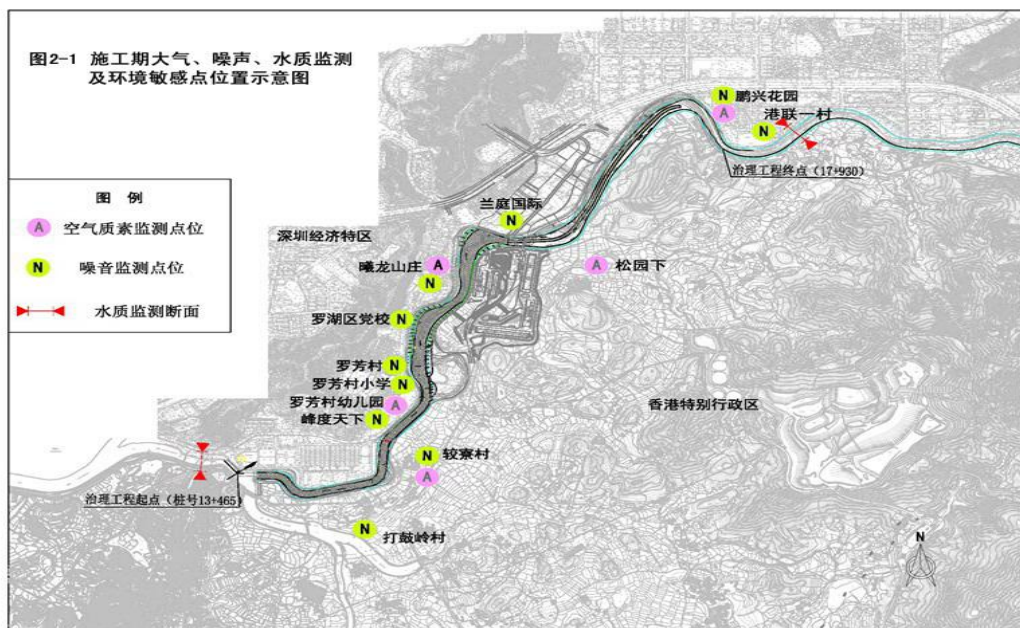 图2-1 施工期大气、噪声、水质监测
及环境敏感点位置示意图
N 鹏兴花园
A
港联一村
N
治理工程终点（17+930）
图 例
A 空气质素监测点位
N 噪音监测点位
水质监测断面
兰庭国际
N
深圳经济特区
曦龙山庄 A
N
A 松园下
罗湖区党校 N
罗芳村 N
罗芳村小学 N
罗芳村幼儿园 A
峰度天下 N
香港特别行政区
N 较寮村
A
治理工程起点（桩号13+465）
N
打鼓岭村
N